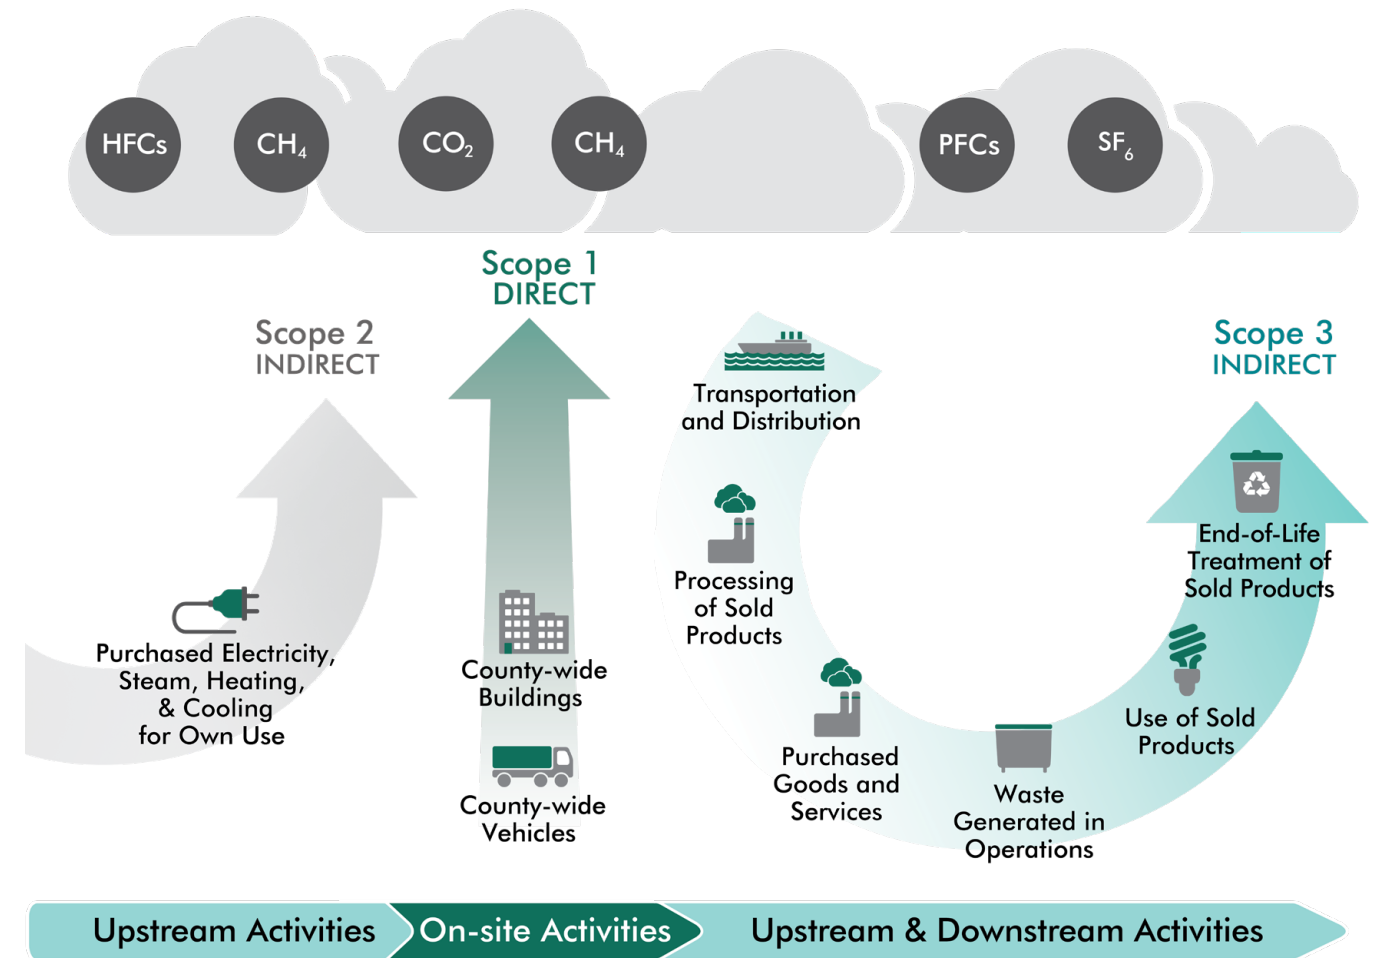 HFCs
CH₄
CO₂
CH₄
PFCs
SF₆
Scope 1
DIRECT
Scope 2
INDIRECT
Scope 3
INDIRECT
Purchased Electricity,
Steam, Heating,
& Cooling
for Own Use
County-wide
Buildings
County-wide
Vehicles
Transportation
and Distribution
Processing
of Sold
Products
Purchased
Goods and
Services
Waste
Generated in
Operations
Use of Sold
Products
End-of-Life
Treatment of
Sold Products
Upstream Activities
On-site Activities
Upstream & Downstream Activities